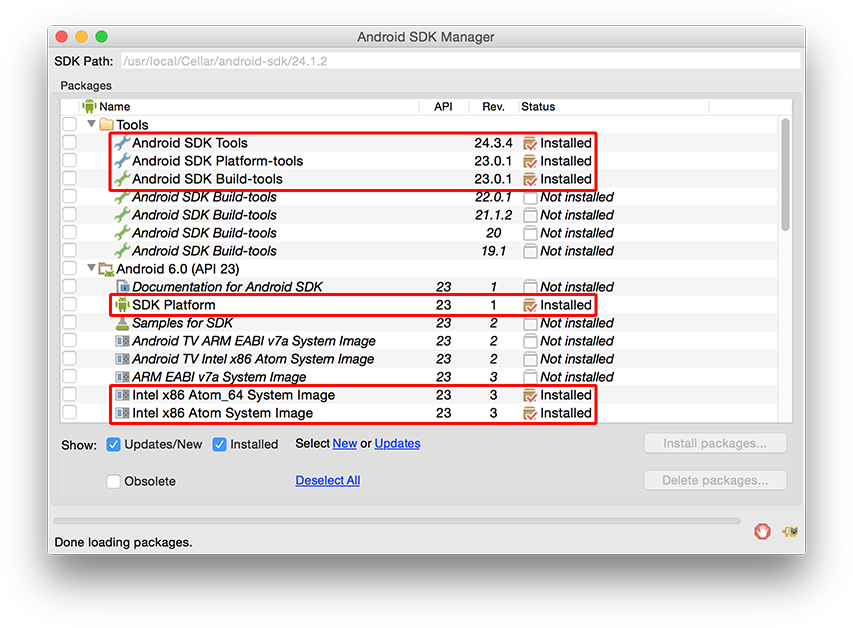 Android SDK Manager
SDK Path: /usr/local/Cellar/android-sdk/24.1.2
Packages
Name API Rev. Status
Tools
Android SDK Tools 24.3.4 Installed
Android SDK Platform-tools 23.0.1 Installed
Android SDK Build-tools 23.0.1 Installed
Android SDK Build-tools 22.0.1 Not installed
Android SDK Build-tools 21.1.2 Not installed
Android SDK Build-tools 20 Not installed
Android SDK Build-tools 19.1 Not installed
Android 6.0 (API 23)
Documentation for Android SDK 23 1 Not installed
SDK Platform 23 1 Installed
Samples for SDK 23 2 Not installed
Android TV ARM EABI v7a System Image 23 2 Not installed
Android TV Intel x86 Atom System Image 23 2 Not installed
ARM EABI v7a System Image 23 3 Not installed
Intel x86 Atom_64 System Image 23 3 Installed
Intel x86 Atom System Image 23 3 Installed
Show: Updates/New Installed Select New or Updates Install packages...
Obsolete Deselect All Delete packages...
Done loading packages.